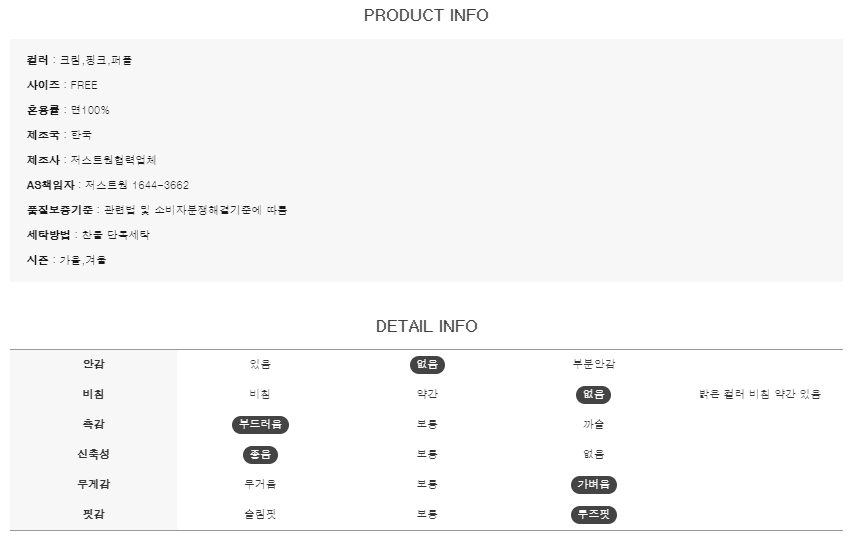 PRODUCT INFO
컬러 : 크림,핑크,퍼플
사이즈 : FREE
혼용률 : 면100%
제조국 : 한국
제조사 : 저스트원협력업체
AS책임자 : 저스트원 1644-3662
품질보증기준 : 관련법 및 소비자분쟁해결기준에 따름
세탁방법 : 찬물 단독세탁
시즌 : 가을,겨울
DETAIL INFO
안감 있음 없음 부분안감
비침 비침 약간 없음 밝은 컬러 비침 약간 있음
촉감 부드러움 보통 까슬
신축성 좋음 보통 없음
무게감 무거움 보통 가벼움
핏감 슬림핏 보통 루즈핏